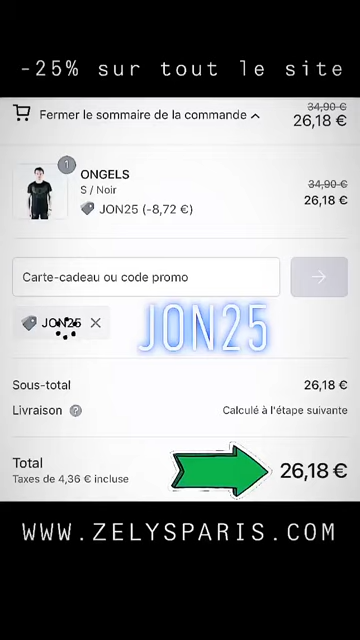 -25% sur tout le site
34,90 €
Fermer le sommaire de la commande
26,18 €
1
ONGELS
34,90 €
S / Noir
26,18 €
JON25 (-8,72 €)
Carte-cadeau ou code promo
JON25
JON25
Sous-total
26,18 €
Livraison ?
Calculé à l'étape suivante
Total
26,18 €
Taxes de 4,36 € incluse
WWW.ZELYSPARIS.COM